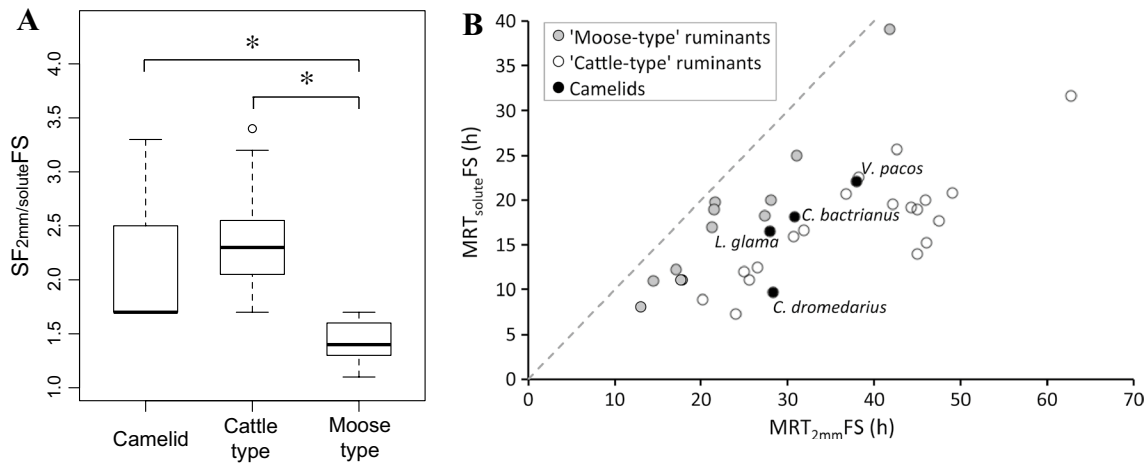 A
SF2mm/soluteFS
4.0
3.5
3.0
2.5
2.0
1.5
1.0
*
*
Camelid
Cattle
type
Moose
type
B
MRTsoluteFS (h)
40
35
30
25
20
15
10
5
0
'Moose-type' ruminants
'Cattle-type' ruminants
Camelids
V. pacos
C. bactrianus
L. glama
C. dromedarius
0 10 20 30 40 50 60 70
MRT2mmFS (h)